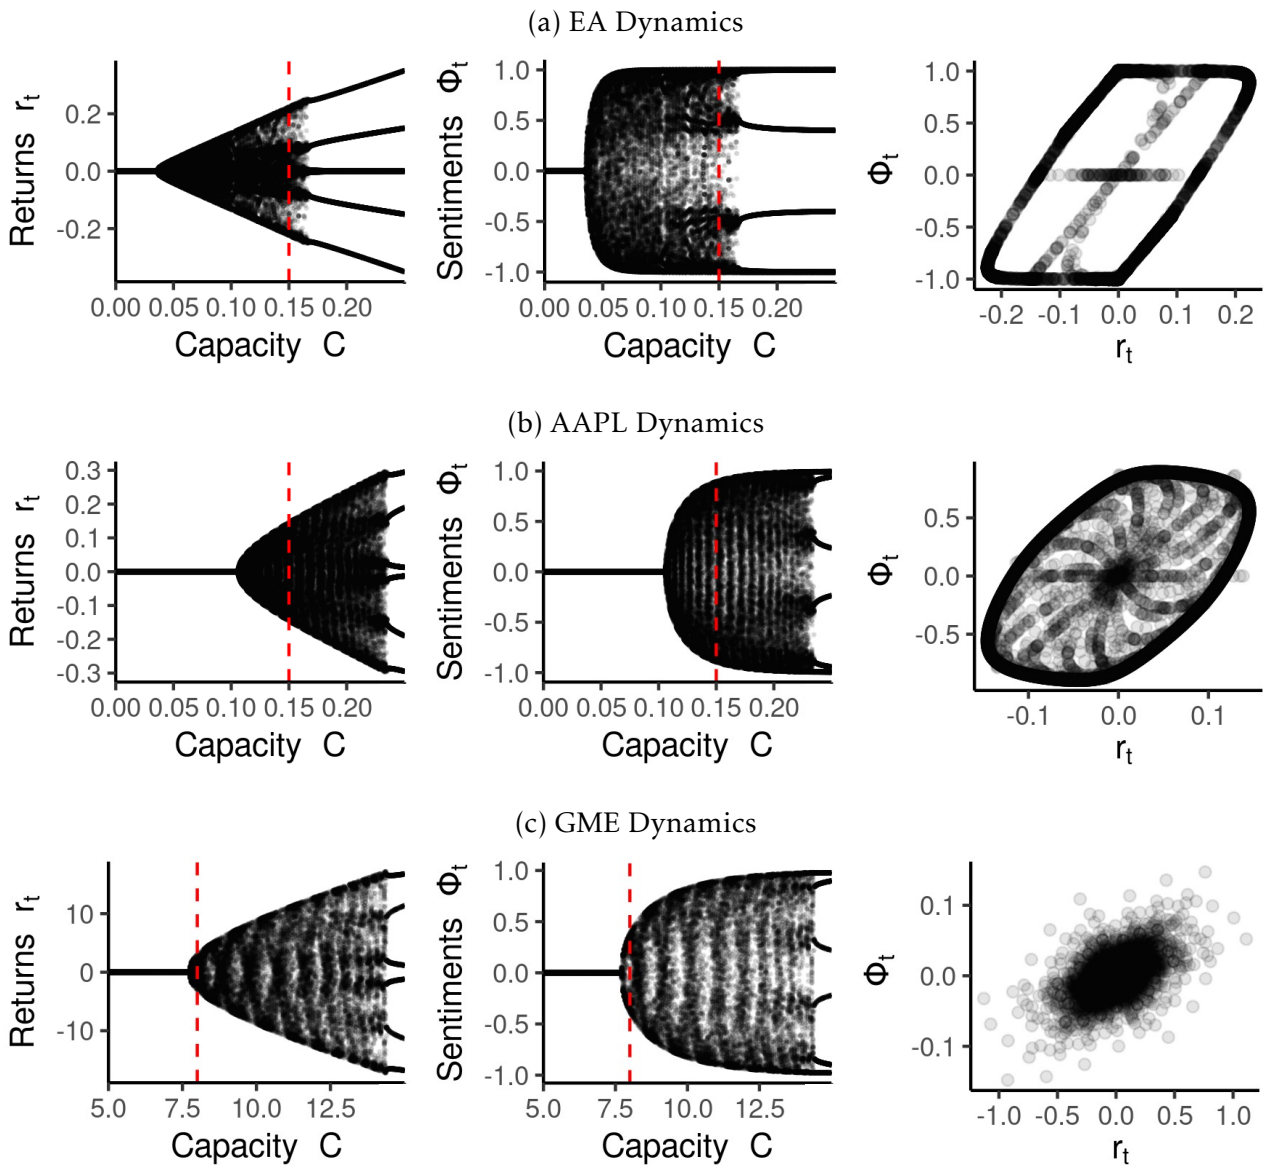 (a) EA Dynamics
Returns r_t
0.2
0.0
-0.2
0.00 0.05 0.10 0.15 0.20
Capacity C
Sentiments Φ_t
1.0
0.5
0.0
-0.5
-1.0
0.00 0.05 0.10 0.15 0.20
Capacity C
Φ_t
1.0
0.5
0.0
-0.5
-1.0
-0.2 -0.1 0.0 0.1 0.2
r_t
(b) AAPL Dynamics
Returns r_t
0.3
0.2
0.1
0.0
-0.1
-0.2
-0.3
0.00 0.05 0.10 0.15 0.20
Capacity C
Sentiments Φ_t
1.0
0.5
0.0
-0.5
-1.0
0.00 0.05 0.10 0.15 0.20
Capacity C
Φ_t
0.5
0.0
-0.5
-0.1 0.0 0.1
r_t
(c) GME Dynamics
Returns r_t
10
0
-10
5.0 7.5 10.0 12.5
Capacity C
Sentiments Φ_t
1.0
0.5
0.0
-0.5
-1.0
5.0 7.5 10.0 12.5
Capacity C
Φ_t
0.1
0.0
-0.1
-1.0 -0.5 0.0 0.5 1.0
r_t